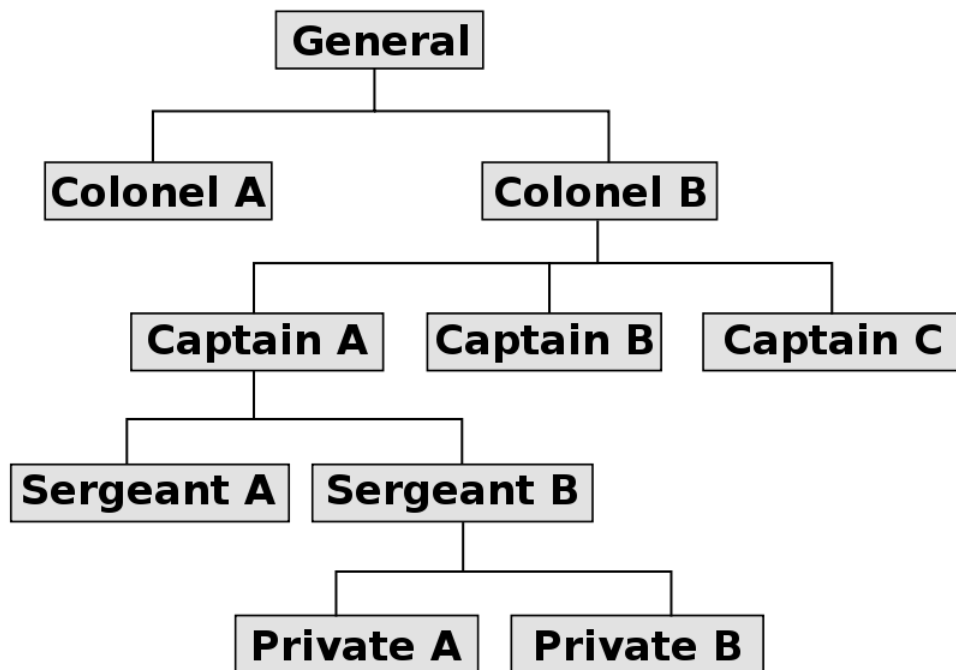 General
Colonel A
Colonel B
Captain A
Captain B
Captain C
Sergeant A
Sergeant B
Private A
Private B